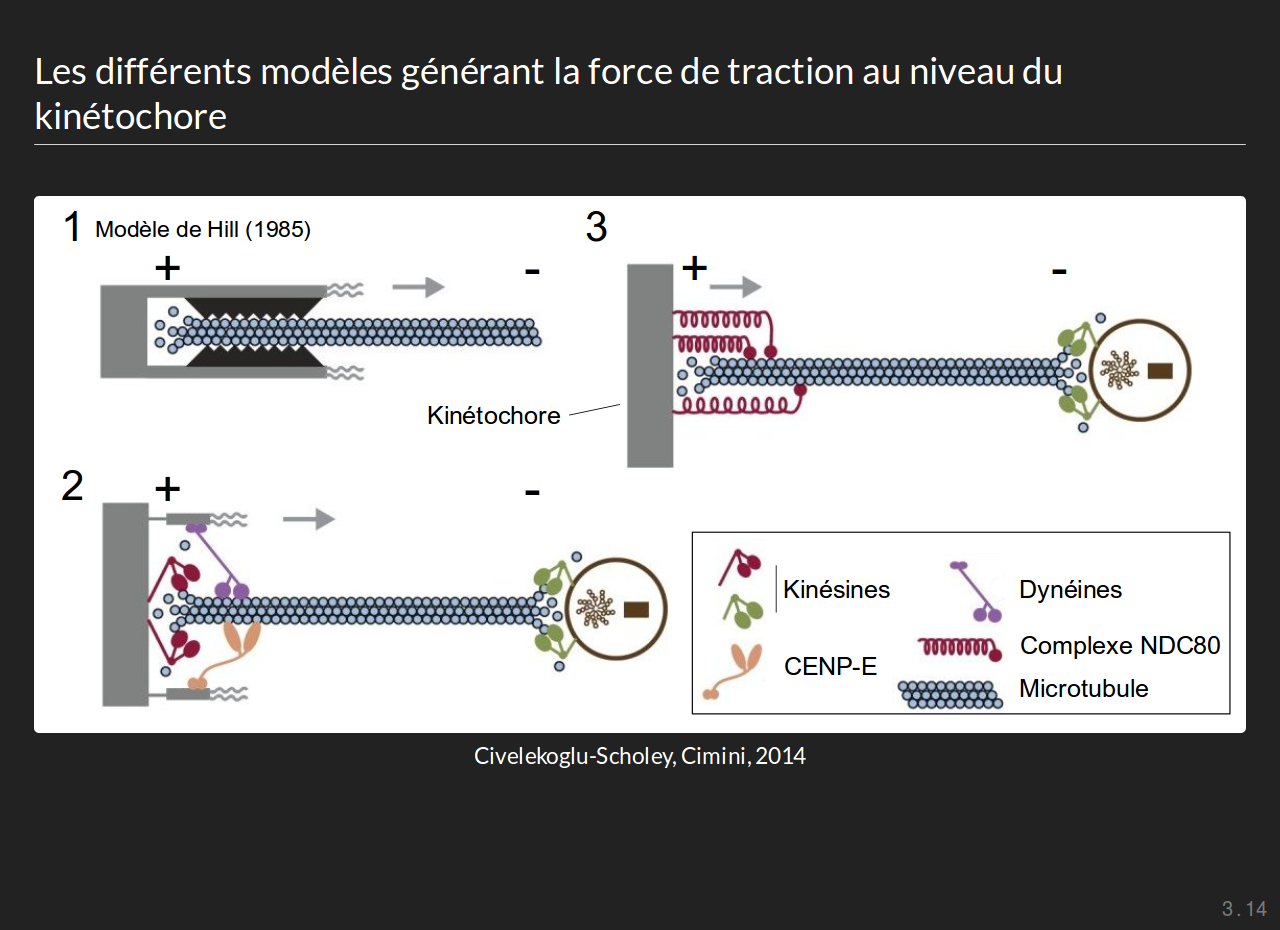 Les différents modèles générant la force de traction au niveau du
kinétochore
1 Modèle de Hill (1985)
+ -
3
+ -
Kinétochore
2
+ -
Kinésines
Dynéines
CENP-E
Complexe NDC80
Microtubule
Civelekoglu-Scholey, Cimini, 2014
3.14